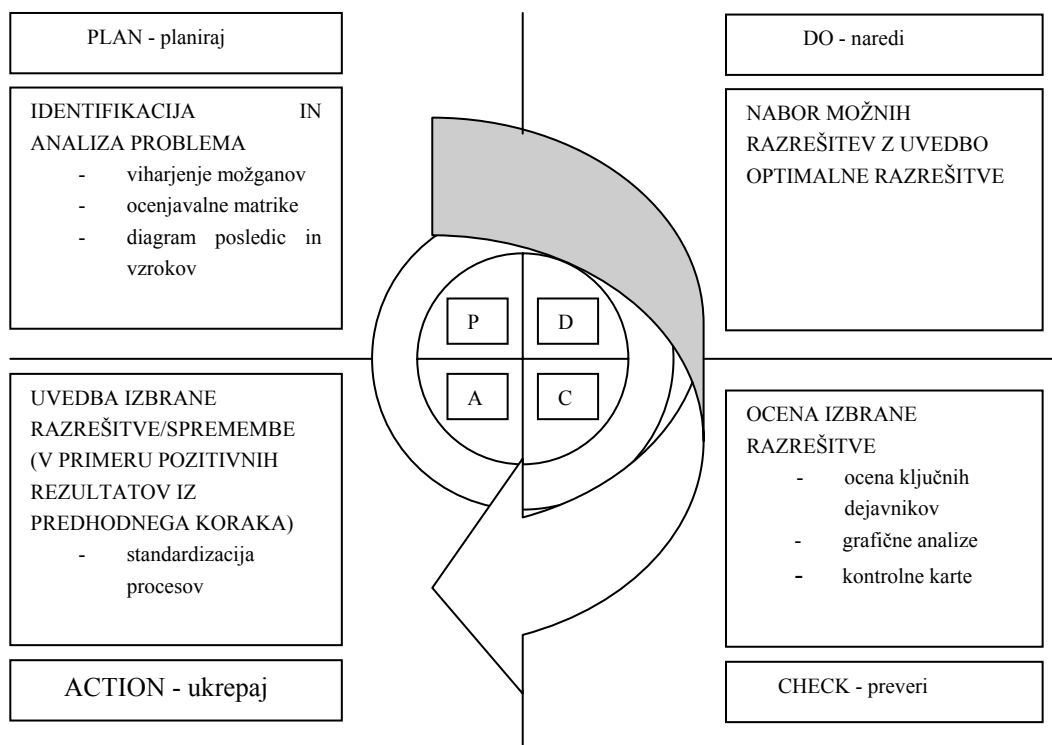 PLAN - planiraj
IDENTIFIKACIJA IN
ANALIZA PROBLEMA
- viharjenje možganov
- ocenjavalne matrike
- diagram posledic in
vzrokov
DO - naredi
NABOR MOŽNIH
RAZREŠITEV Z UVEDBO
OPTIMALNE RAZREŠITVE
P
D
A
C
UVEDBA IZBRANE
RAZREŠITVE/SPREMEMBE
(V PRIMERU POZITIVNIH
REZULTATOV IZ
PREDHODNEGA KORAKA)
- standardizacija
procesov
ACTION - ukrepaj
OCENA IZBRANE
RAZREŠITVE
- ocena ključnih
dejavnikov
- grafične analize
- kontrolne karte
CHECK - preveri